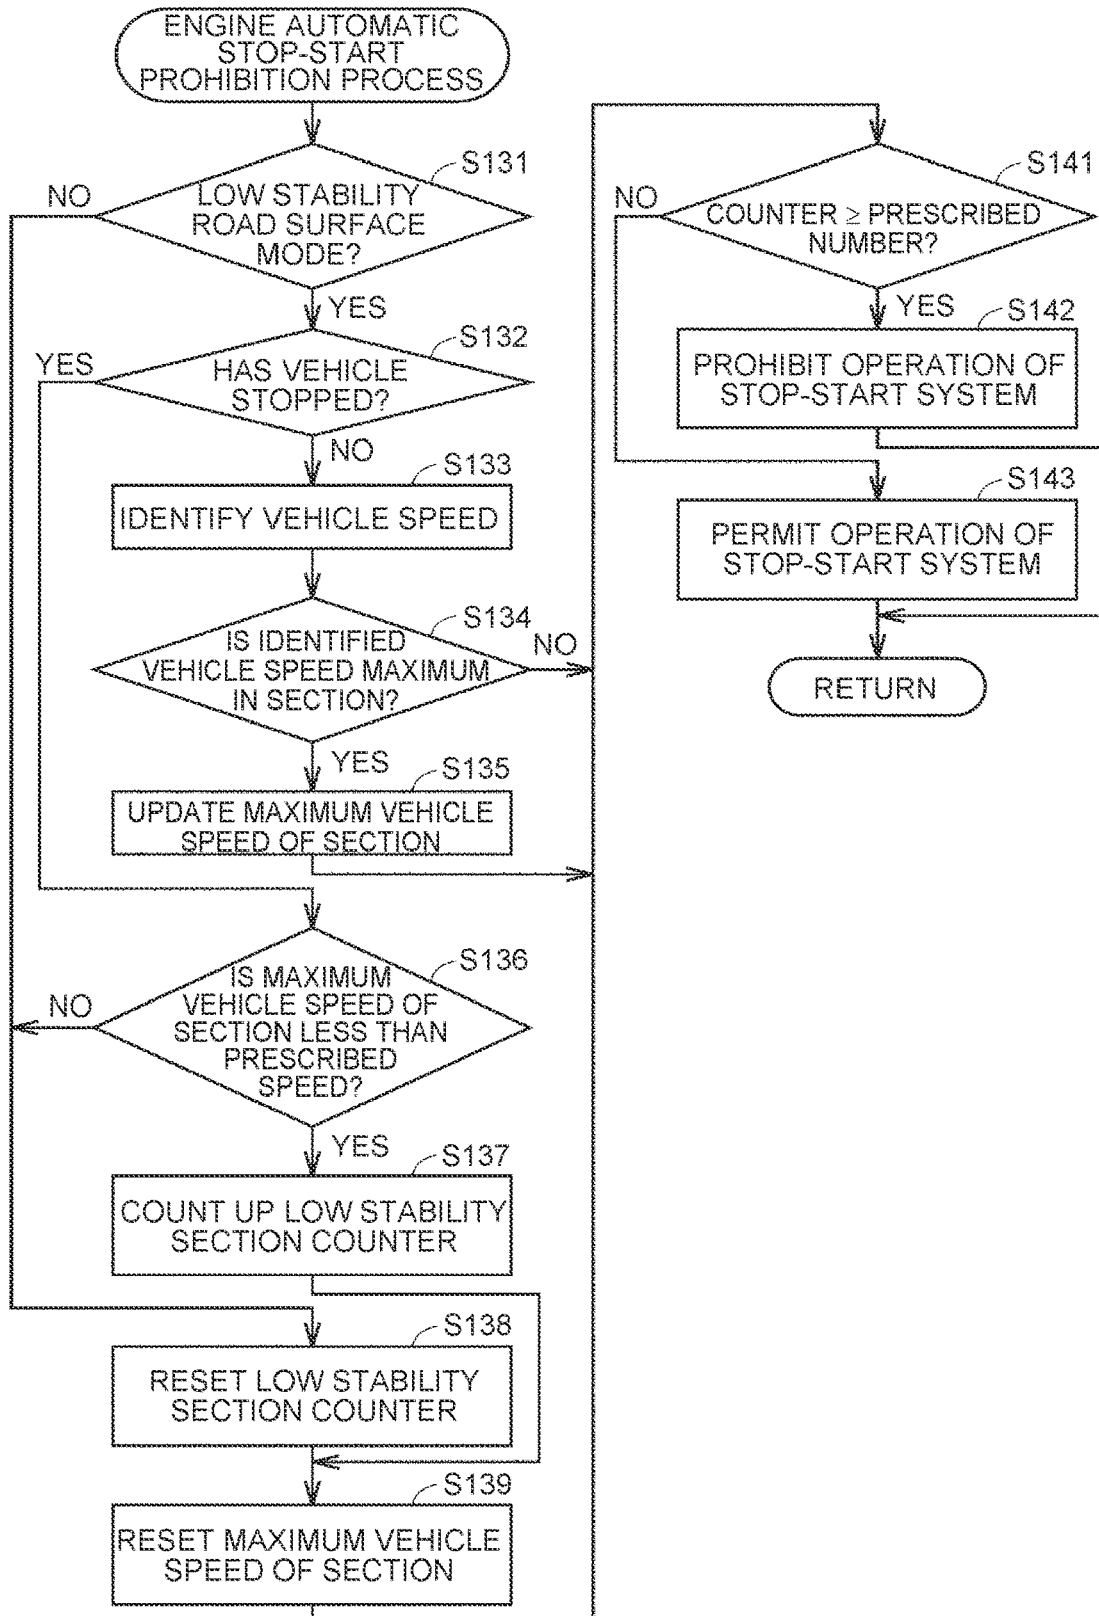 ENGINE AUTOMATIC
STOP-START
PROHIBITION PROCESS
S131
NO
LOW STABILITY
ROAD SURFACE
MODE?
YES
S132
YES
HAS VEHICLE
STOPPED?
NO
S133
IDENTIFY VEHICLE SPEED
S134
IS IDENTIFIED
VEHICLE SPEED MAXIMUM
IN SECTION?
NO
YES
S135
UPDATE MAXIMUM VEHICLE
SPEED OF SECTION
S136
IS MAXIMUM
VEHICLE SPEED OF
SECTION LESS THAN
PRESCRIBED
SPEED?
NO
YES
S137
COUNT UP LOW STABILITY
SECTION COUNTER
S138
RESET LOW STABILITY
SECTION COUNTER
S139
RESET MAXIMUM VEHICLE
SPEED OF SECTION
S141
NO
COUNTER ≥ PRESCRIBED
NUMBER?
YES
S142
PROHIBIT OPERATION OF
STOP-START SYSTEM
S143
PERMIT OPERATION OF
STOP-START SYSTEM
RETURN